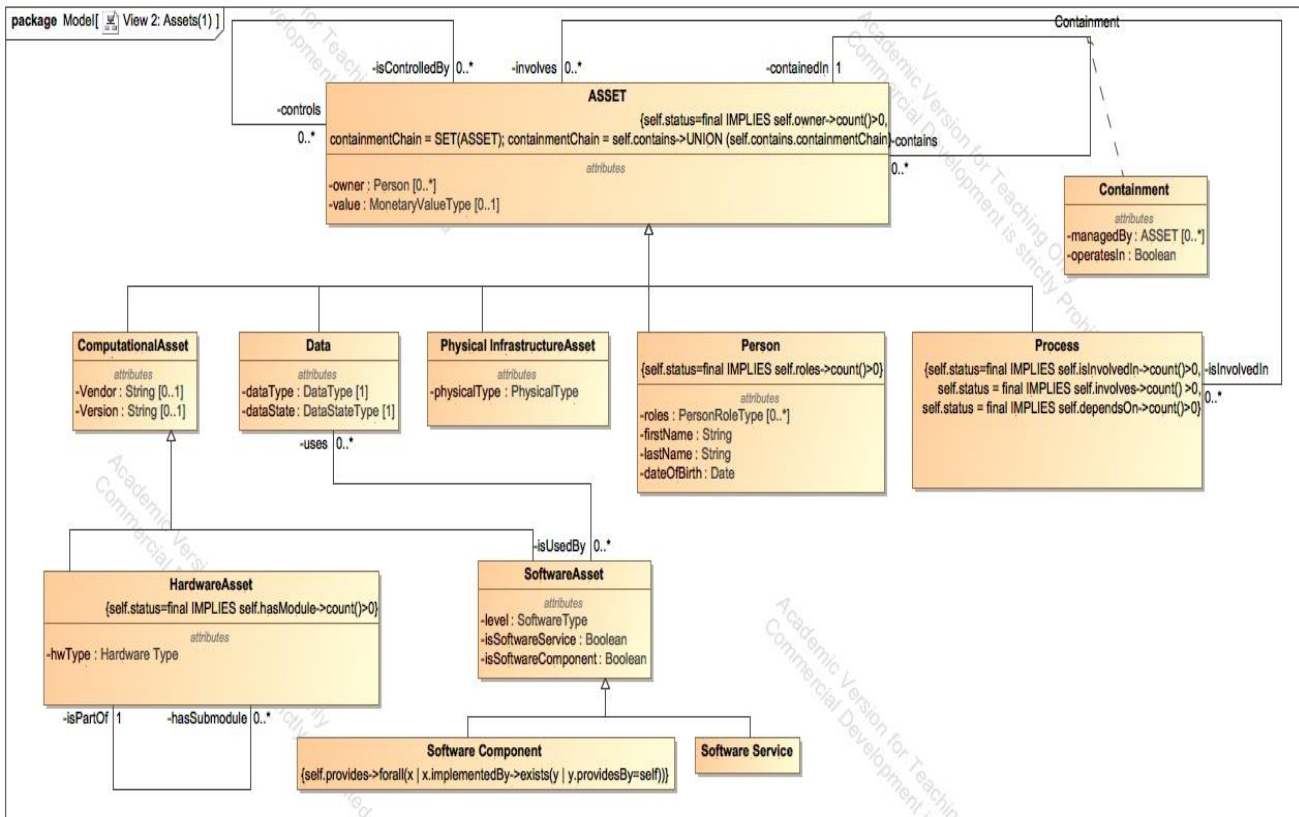 package Model[ View 2: Assets(1) ]
Containment
-isControlledBy 0..*
-involves 0..*
-containedIn 1
-controls
0..*
ASSET
{self.status=final IMPLIES self.owner->count()>0,
containmentChain = SET(ASSET); containmentChain = self.contains->UNION (self.contains.containmentChain}
-contains
0..*
attributes
-owner : Person [0..*]
-value : MonetaryValueType [0..1]
Containment
attributes
-managedBy : ASSET [0..*]
-operatesIn : Boolean
ComputationalAsset
attributes
-Vendor : String [0..1]
-Version : String [0..1]
Data
attributes
-dataType : DataType [1]
-dataState : DataStateType [1]
-uses 0..*
Physical InfrastructureAsset
attributes
-physicalType : PhysicalType
Person
{self.status=final IMPLIES self.roles->count()>0}
attributes
-roles : PersonRoleType [0..*]
-firstName : String
-lastName : String
-dateOfBirth : Date
Process
{self.status=final IMPLIES self.isInvolvedIn->count()>0,
self.status = final IMPLIES self.involves->count() >0,
self.status = final IMPLIES self.dependsOn->count()>0}
-isInvolvedIn
0..*
-isUsedBy 0..*
HardwareAsset
{self.status=final IMPLIES self.hasModule->count()>0}
attributes
-hwType : Hardware Type
-isPartOf 1
-hasSubmodule 0..*
SoftwareAsset
attributes
-level : SoftwareType
-isSoftwareService : Boolean
-isSoftwareComponent : Boolean
Software Component
{self.provides->forall(x | x.implementedBy->exists(y | y.providesBy=self))}
Software Service
Academic Version for Teaching Only
Commercial Development is strictly Prohi
Academic Version for Teaching
Commercial Development is